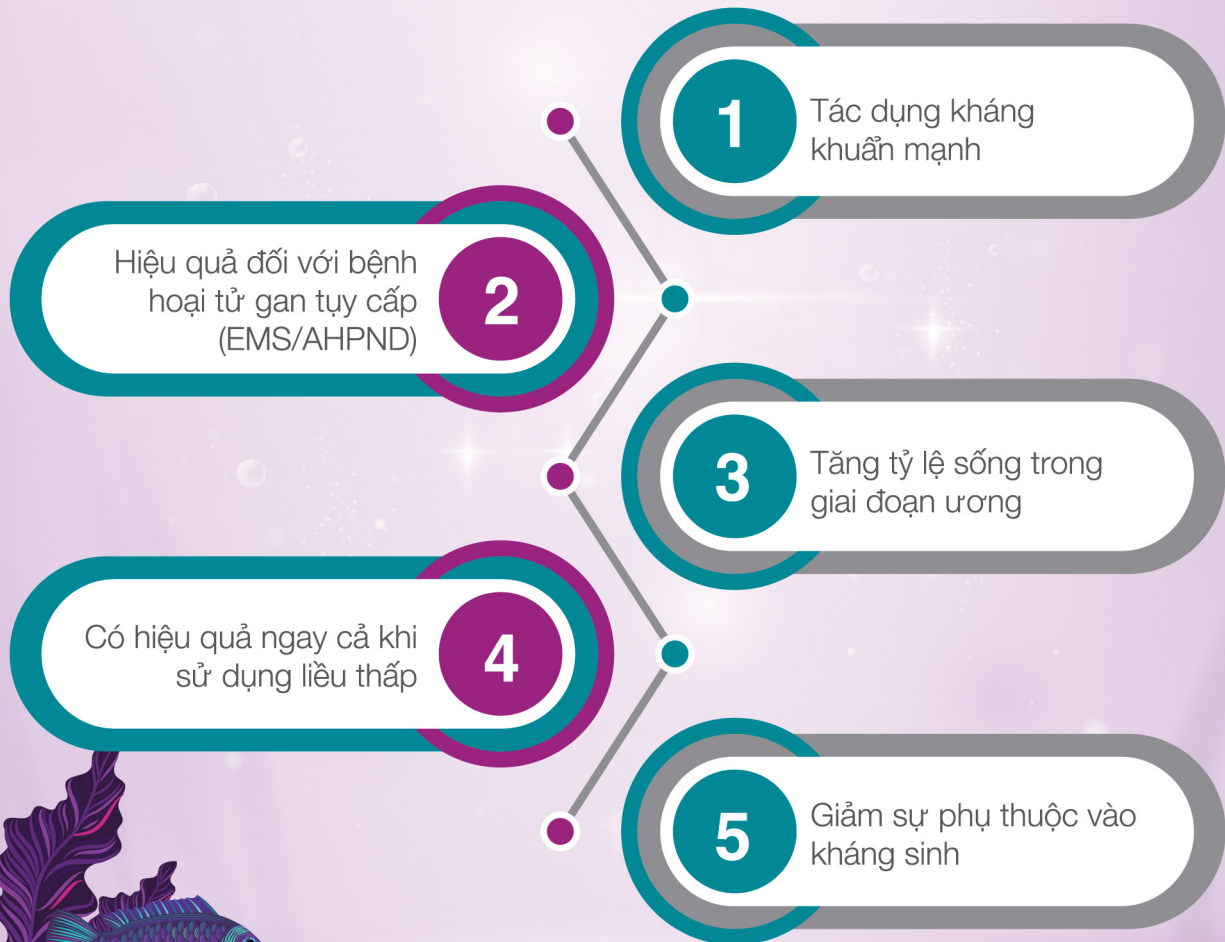 1
Tác dụng kháng
khuẩn mạnh
Hiệu quả đối với bệnh
hoại tử gan tụy cấp
(EMS/AHPND)
2
3
Tăng tỷ lệ sống trong
giai đoạn ương
Có hiệu quả ngay cả khi
sử dụng liều thấp
4
5
Giảm sự phụ thuộc vào
kháng sinh